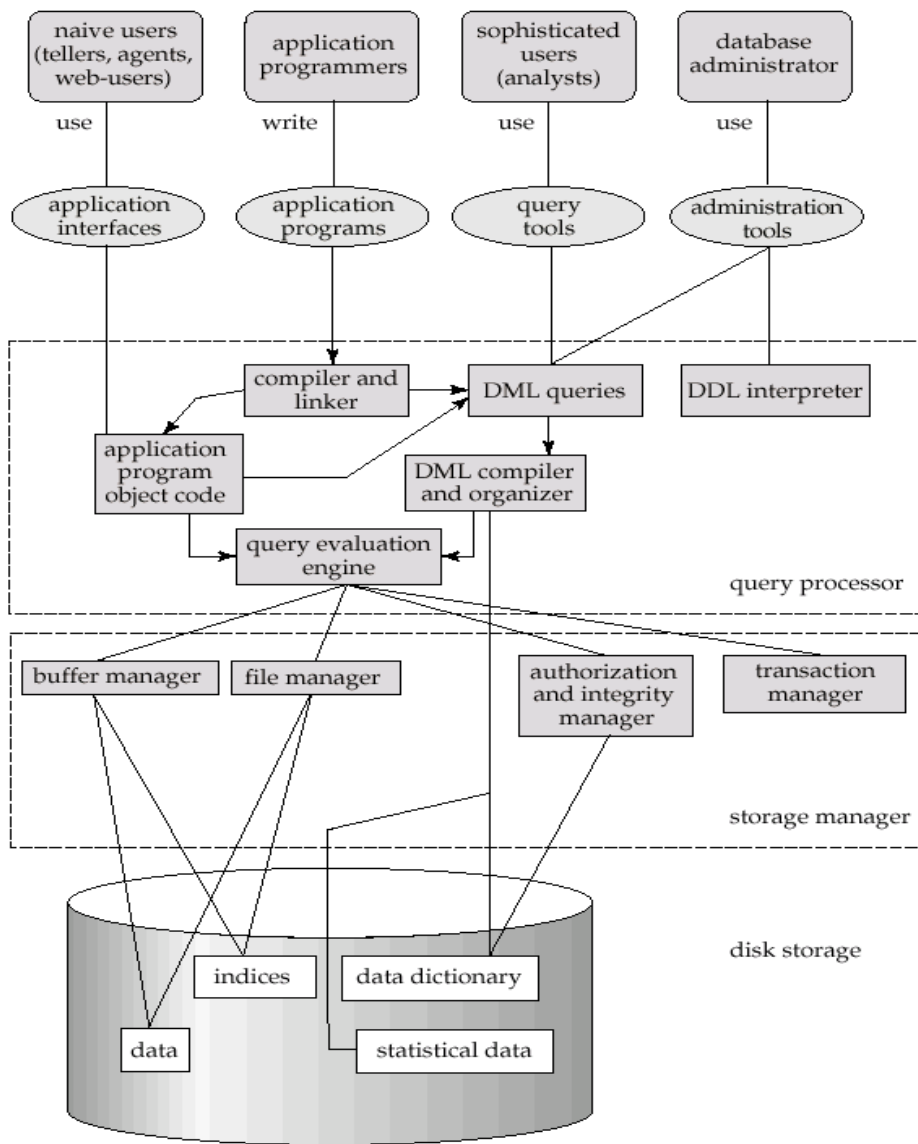 naive users
(tellers, agents,
web-users)
application
programmers
sophisticated
users
(analysts)
database
administrator
use
write
use
use
application
interfaces
application
programs
query
tools
administration
tools
compiler and
linker
DML queries
DDL interpreter
application
program
object code
DML compiler
and organizer
query evaluation
engine
query processor
buffer manager
file manager
authorization
and integrity
manager
transaction
manager
storage manager
disk storage
indices
data dictionary
data
statistical data